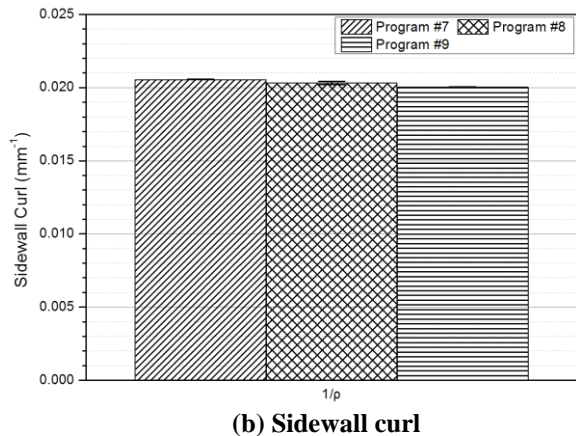 0.025
0.020
0.015
0.010
0.005
0.000
Sidewall Curl (mm⁻¹)
Program #7 Program #8
Program #9
1/ρ
(b) Sidewall curl